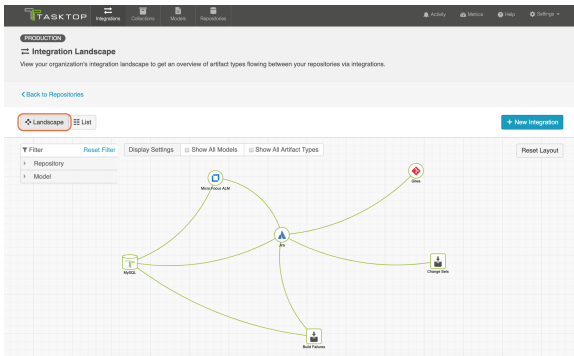 TASKTOP
Integrations
Collections
Models
Repositories
Activity
Metrics
Help
Settings
PRODUCTION
Integration Landscape
View your organization's integration landscape to get an overview of artifact types flowing between your repositories via integrations.
Back to Repositories
Landscape
List
+ New Integration
Filter
Reset Filter
Display Settings
Show All Models
Show All Artifact Types
Reset Layout
Repository
Model
Micro Focus ALM
Gitea
Jira
MySQL
Change Sets
Build Failures